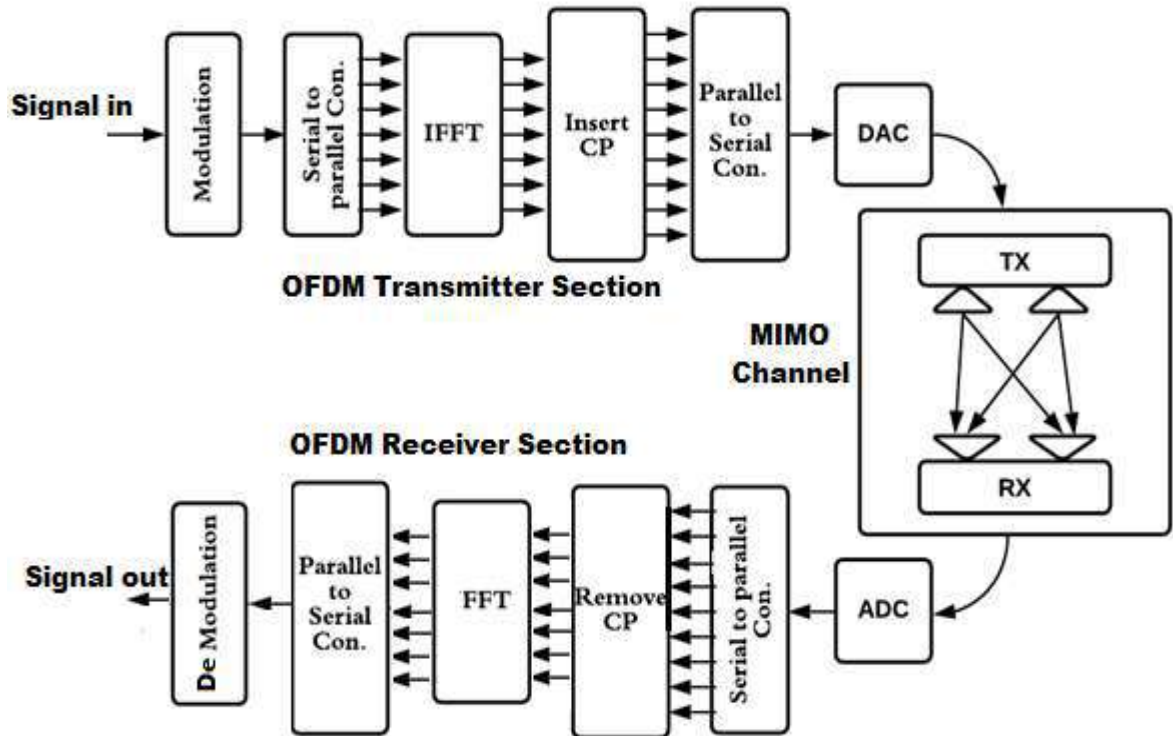 Signal in
Modulation
Serial to
parallel Con.
IFFT
Insert
CP
Parallel
to
Serial
Con.
DAC
OFDM Transmitter Section
TX
MIMO
Channel
RX
OFDM Receiver Section
Signal out
De Modulation
Parallel
to
Serial
Con.
FFT
Remove
CP
Serial to parallel
Con.
ADC